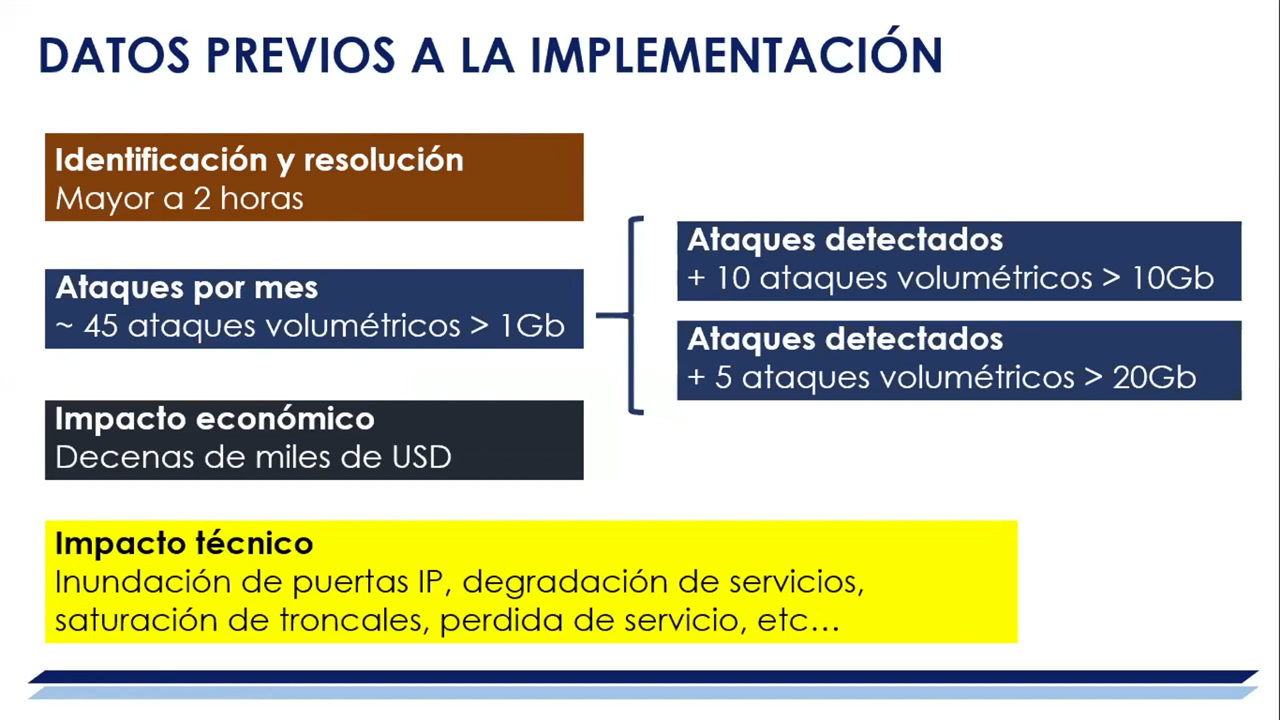 DATOS PREVIOS A LA IMPLEMENTACIÓN
Identificación y resolución
Mayor a 2 horas
Ataques por mes
~ 45 ataques volumétricos > 1Gb
Ataques detectados
+ 10 ataques volumétricos > 10Gb
Ataques detectados
+ 5 ataques volumétricos > 20Gb
Impacto económico
Decenas de miles de USD
Impacto técnico
Inundación de puertas IP, degradación de servicios,
saturación de troncales, perdida de servicio, etc…